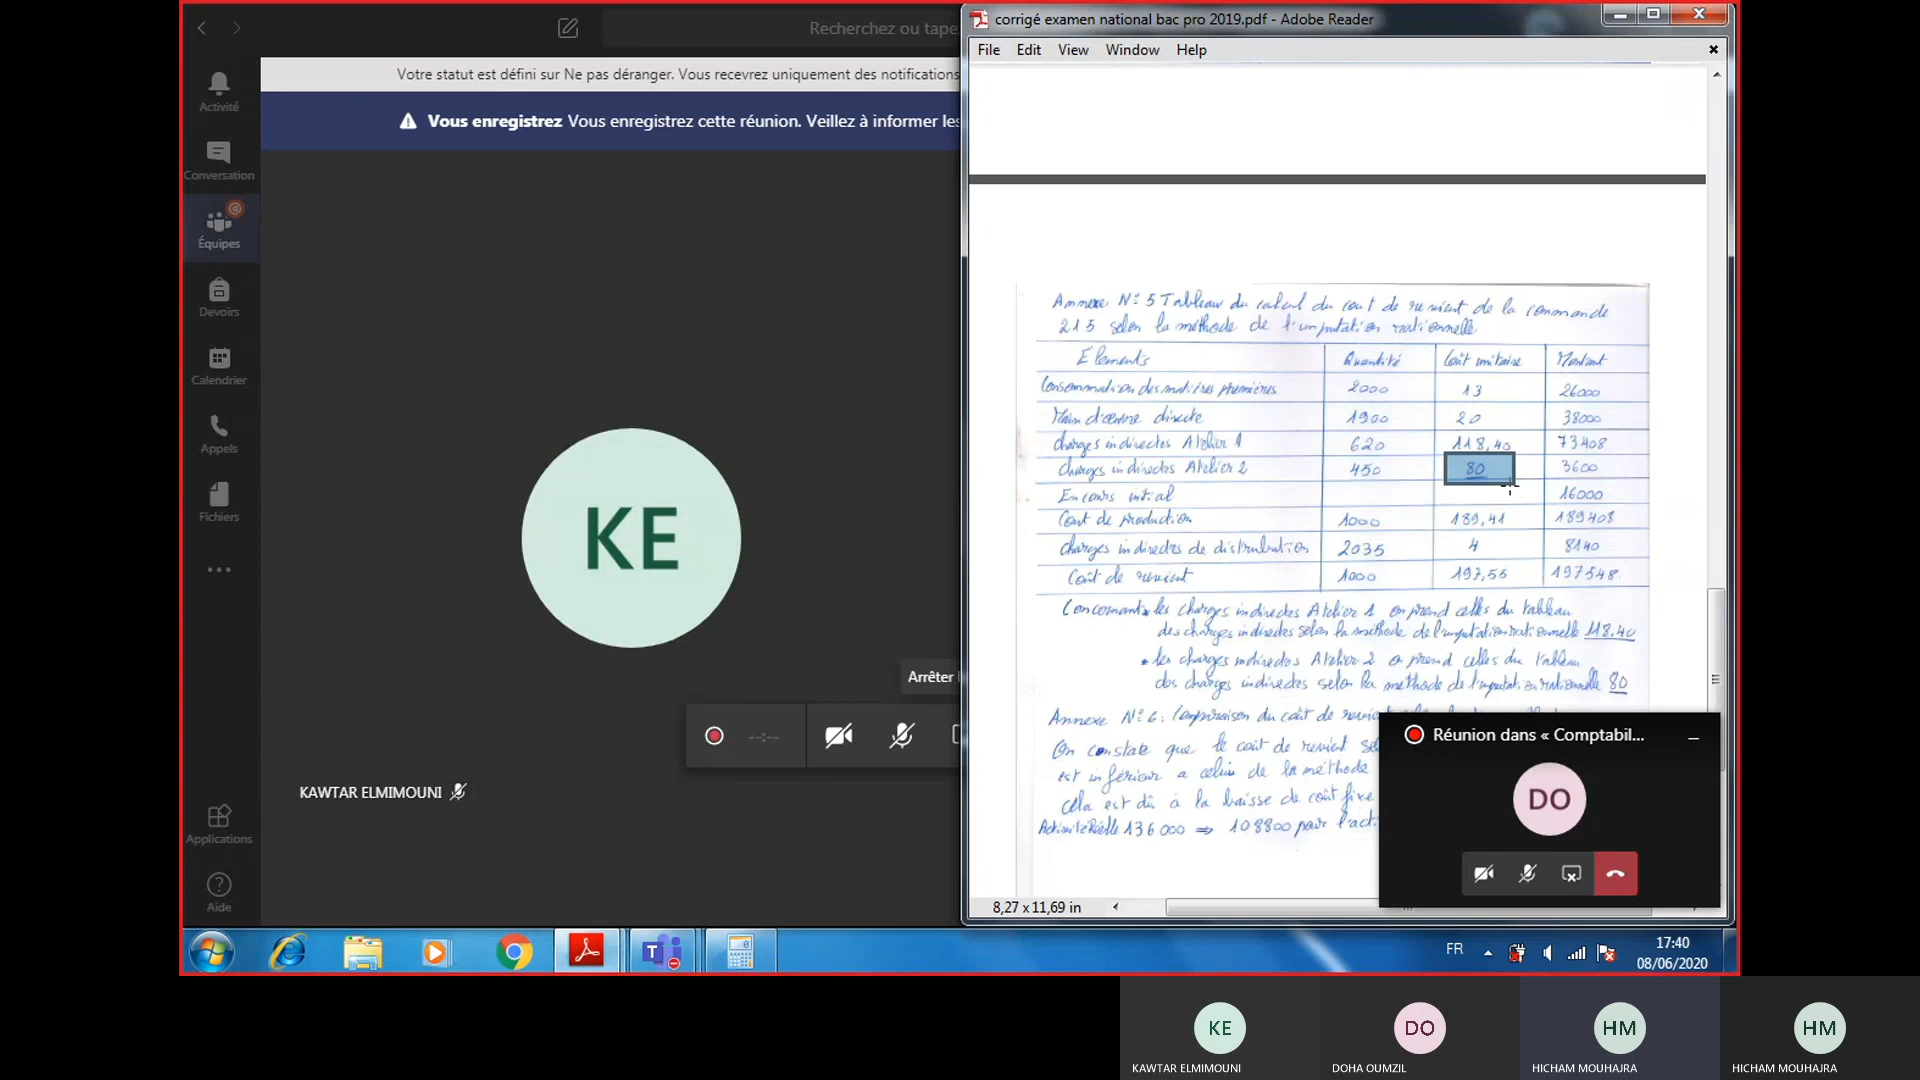 Recherchez ou tape
Votre statut est défini sur Ne pas déranger. Vous recevrez uniquement des notifications
Vous enregistrez Vous enregistrez cette réunion. Veillez à informer les
Activité
Conversation
Équipes
Devoirs
Calendrier
Appels
Fichiers
Applications
Aide
KE
KAWTAR ELMIMOUNI
Arrêter
--:--
corrigé examen national bac pro 2019.pdf - Adobe Reader
File Edit View Window Help
Annexe N° 5 Tableau du calcul du cout de revient de la commande
215 selon la méthode de l'imputation rationnelle
Elements Quantité Coût unitaire Montant
Consommation des matières premières 2000 13 26000
Main d'œuvre directe 1900 20 38000
charges indirectes Atelier 1 620 118,40 73408
charges indirectes Atelier 2 450 80 3600
En cours initial 16000
Cout de production 1000 189,41 189408
charges indirectes de distribution 2035 4 8140
Coût de revient 1000 197,55 197548
Concernant les charges indirectes Atelier 1 on prend celles du tableau
des charges indirectes selon la méthode de l'imputation rationnelle 118.40
les charges indirectes Atelier 2 on prend celles du tableau
des charges indirectes selon la méthode de l'imputation rationnelle 80
Annexe N° 6 : Comparaison du coût de revient
On constate que le coût de revient
est inférieur a celui de la méthode
Cela est dû à la baisse de coût fixe
Activité Réelle 136000 ⇒ 108800 pour l'act
8,27 x 11,69 in
Réunion dans « Comptabil...
DO
T
FR
17:40
08/06/2020
KE
KAWTAR ELMIMOUNI
DO
DOHA OUMZIL
HM
HICHAM MOUHAJRA
HM
HICHAM MOUHAJRA